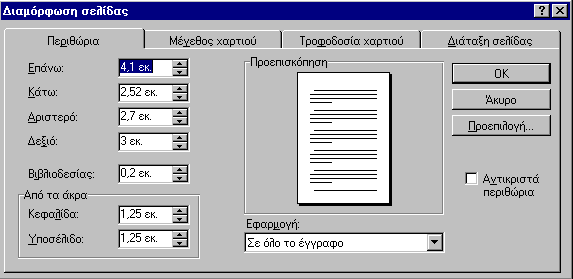 Διαμόρφωση σελίδας
Περιθώρια
Μέγεθος χαρτιού
Τροφοδοσία χαρτιού
Διάταξη σελίδας
Επάνω: 4,1 εκ.
Κάτω: 2,52 εκ.
Αριστερό: 2,7 εκ.
Δεξιό: 3 εκ.
Βιβλιοδεσίας: 0,2 εκ.
Από τα άκρα
Κεφαλίδα: 1,25 εκ.
Υποσέλιδο: 1,25 εκ.
Προεπισκόπηση
Εφαρμογή:
Σε όλο το έγγραφο
OK
Άκυρο
Προεπιλογή...
Αντικριστά
περιθώρια